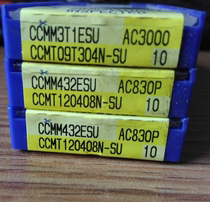 CCMM3T1ESU AC3000
CCMT09T304N-SU 10
CCMM432ESU AC830P
CCMT120408N-SU 10
CCMM432ESU AC830P
CCMT120408N-SU 10